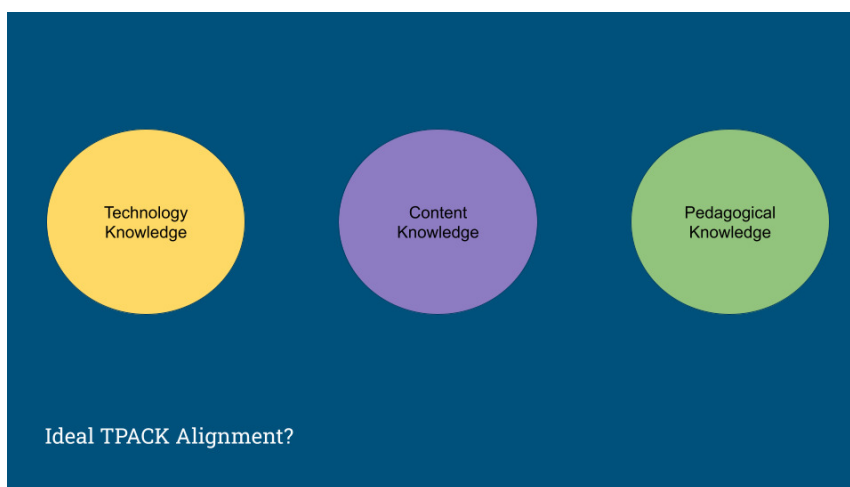 Technology
Knowledge
Content
Knowledge
Pedagogical
Knowledge
Ideal TPACK Alignment?